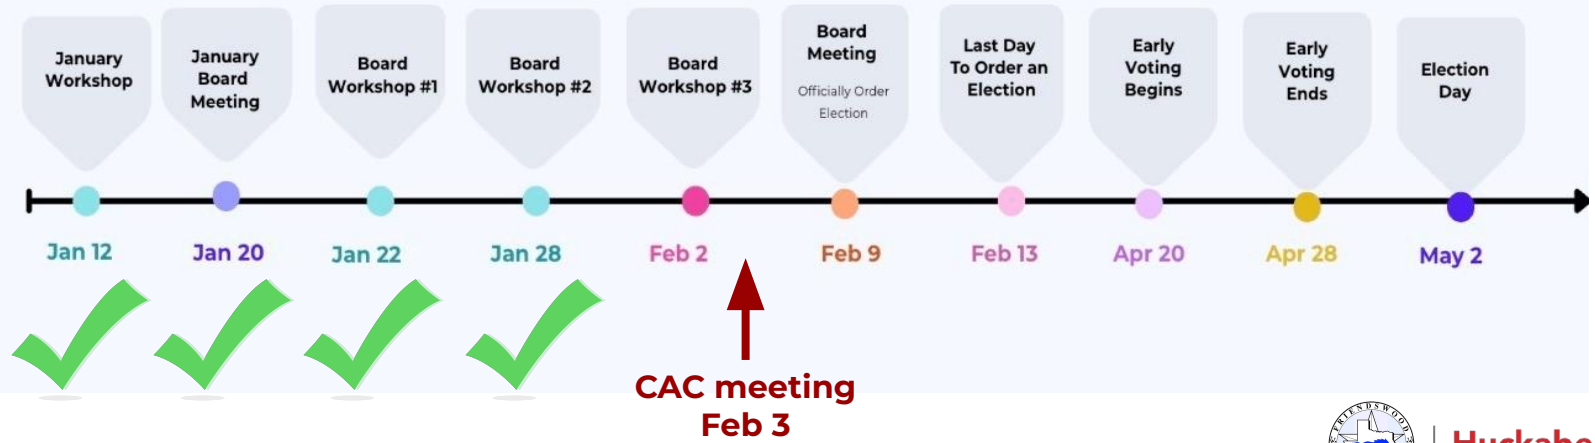 January
Workshop
January
Board
Meeting
Board
Workshop #1
Board
Workshop #2
Board
Workshop #3
Board
Meeting
Officially Order
Election
Last Day
To Order an
Election
Early
Voting
Begins
Early
Voting
Ends
Election
Day
Jan 12
Jan 20
Jan 22
Jan 28
Feb 2
Feb 9
Feb 13
Apr 20
Apr 28
May 2
CAC meeting
Feb 3
FRIENDSWOOD